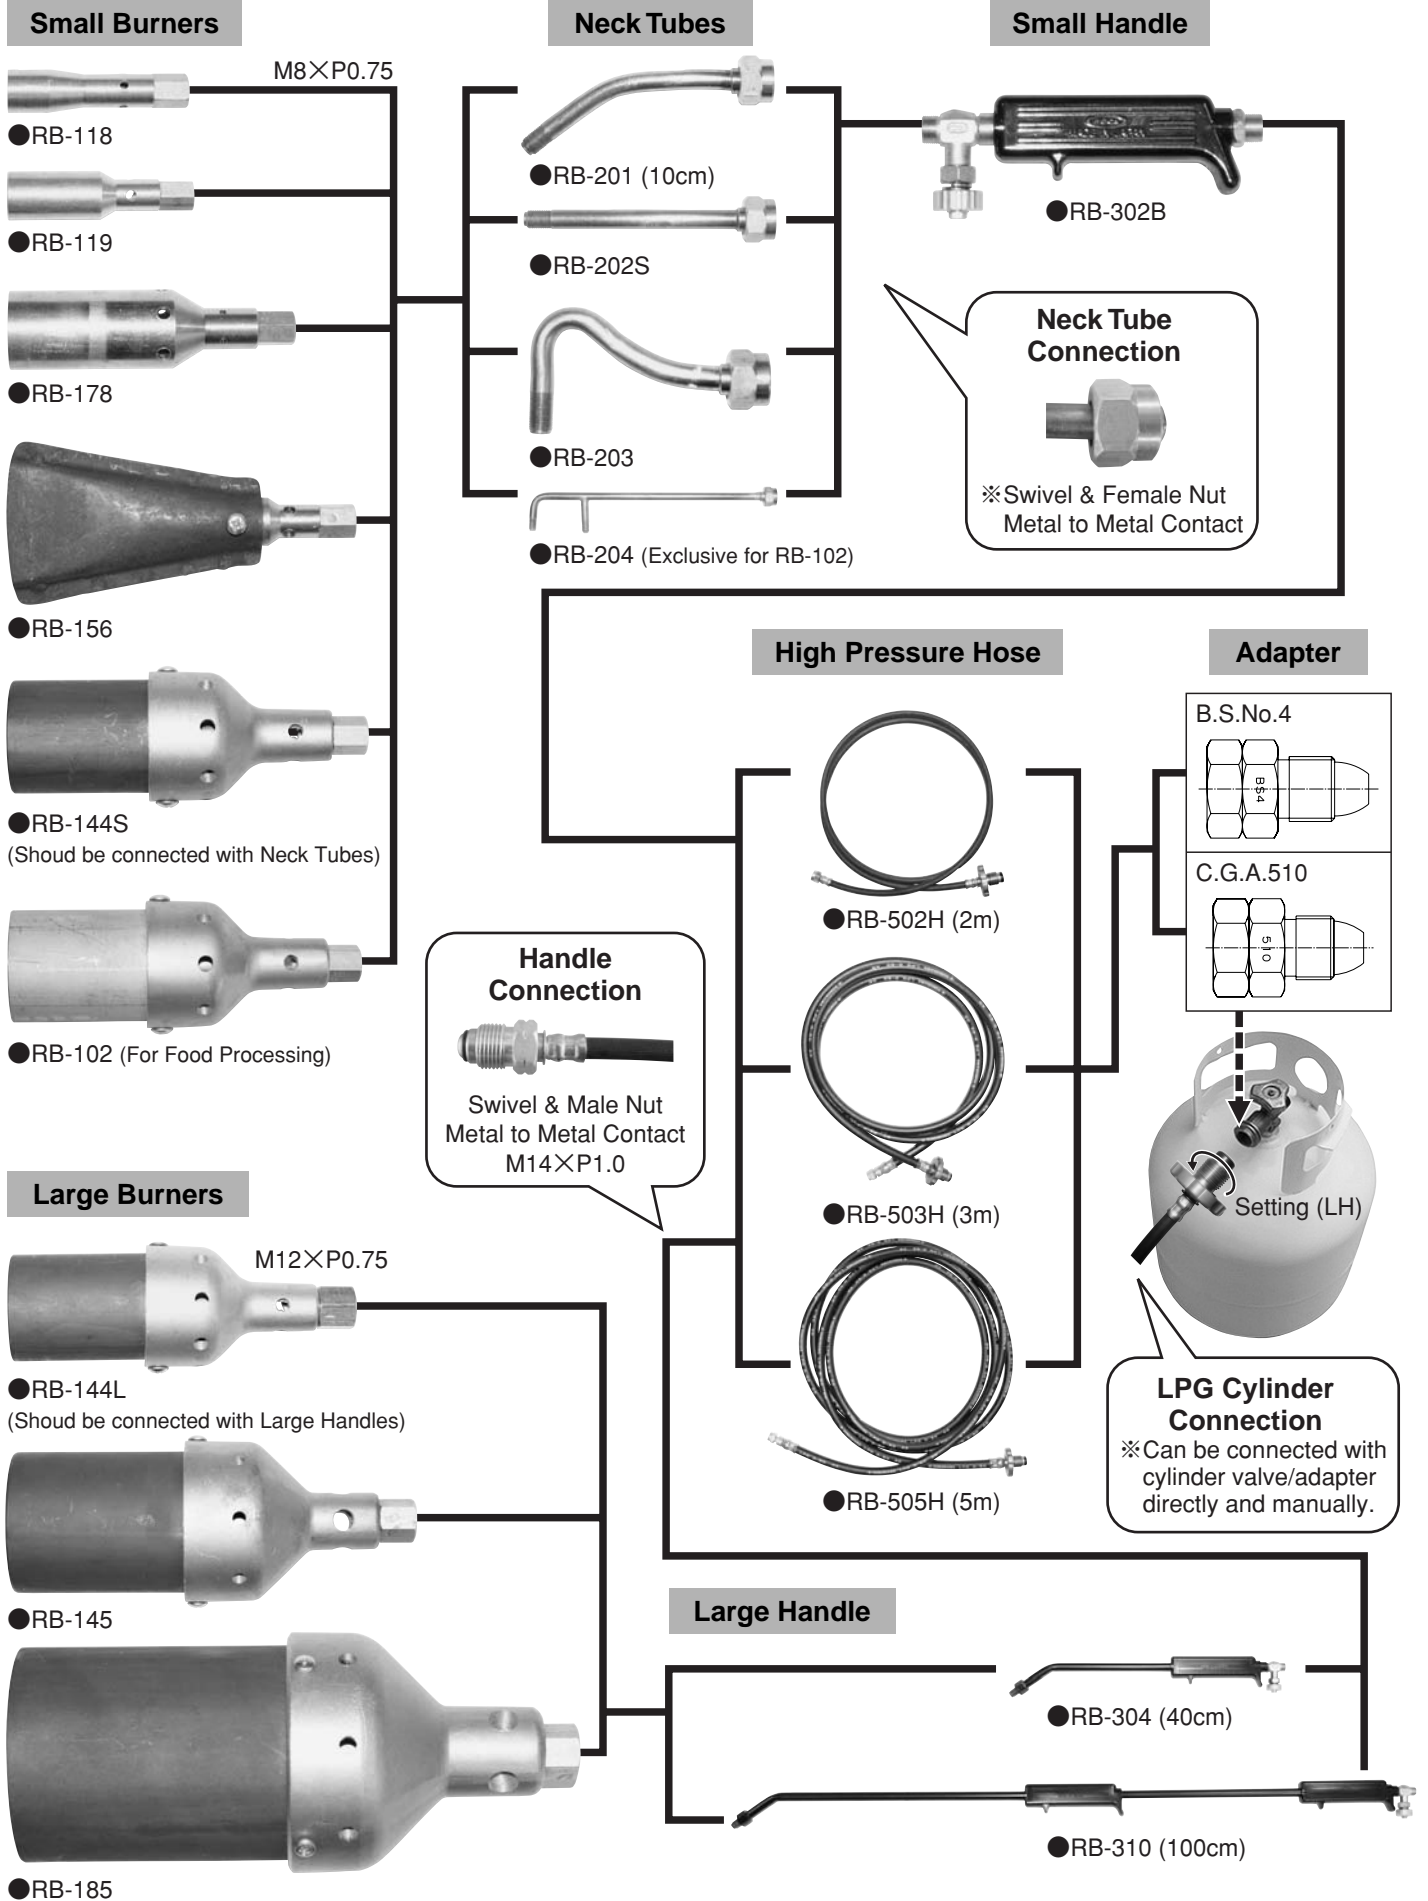 Small Burners
Neck Tubes
Small Handle
M8×P0.75
●RB-118
●RB-119
●RB-178
●RB-156
●RB-144S
(Shoud be connected with Neck Tubes)
●RB-102 (For Food Processing)
●RB-201 (10cm)
●RB-202S
●RB-203
●RB-204 (Exclusive for RB-102)
●RB-302B
Neck Tube
Connection
※Swivel & Female Nut
Metal to Metal Contact
High Pressure Hose
Adapter
B.S.No.4
BS4
C.G.A.510
510
●RB-502H (2m)
●RB-503H (3m)
●RB-505H (5m)
Handle
Connection
Swivel & Male Nut
Metal to Metal Contact
M14×P1.0
Setting (LH)
LPG Cylinder
Connection
※Can be connected with
cylinder valve/adapter
directly and manually.
Large Burners
M12×P0.75
●RB-144L
(Shoud be connected with Large Handles)
●RB-145
●RB-185
Large Handle
●RB-304 (40cm)
●RB-310 (100cm)